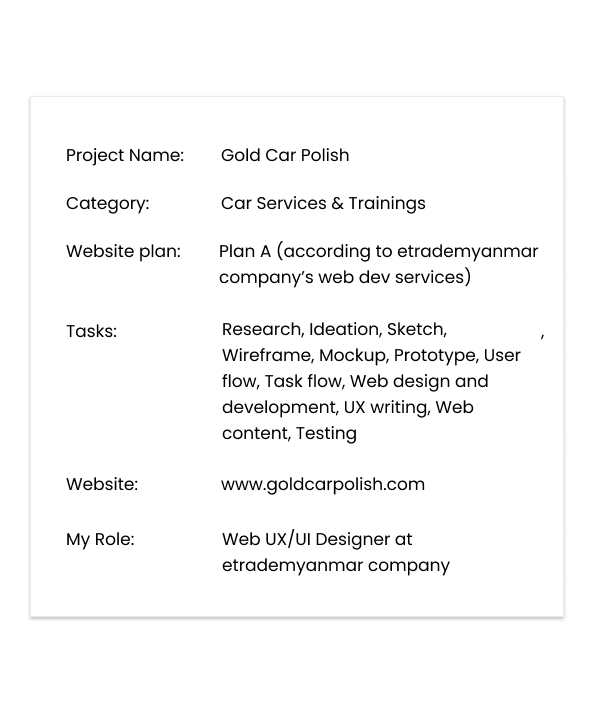 Project Name: Gold Car Polish
Category: Car Services & Trainings
Website plan: Plan A (according to etrademyanmar
company's web dev services)
Tasks: Research, Ideation, Sketch, ,
Wireframe, Mockup, Prototype, User
flow, Task flow, Web design and
development, UX writing, Web
content, Testing
Website: www.goldcarpolish.com
My Role: Web UX/UI Designer at
etrademyanmar company